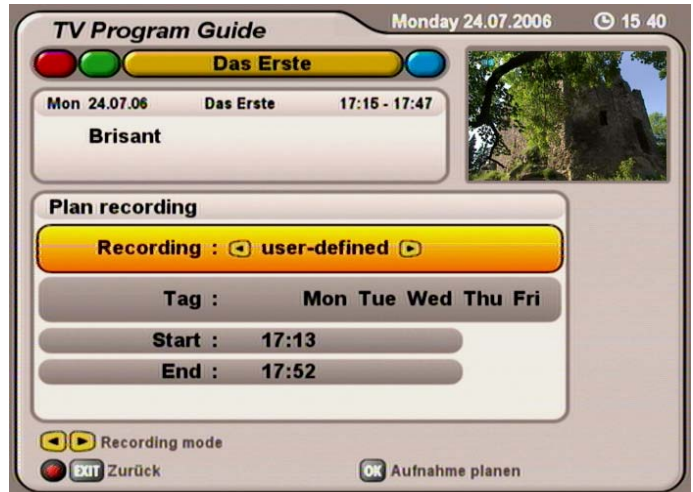 TV Program Guide
Monday 24.07.2006 15 40
Das Erste
Mon 24.07.06 Das Erste 17:15 - 17:47
Brisant
Plan recording
Recording : user-defined
Tag : Mon Tue Wed Thu Fri
Start : 17:13
End : 17:52
Recording mode
EXIT Zurück
OK Aufnahme planen